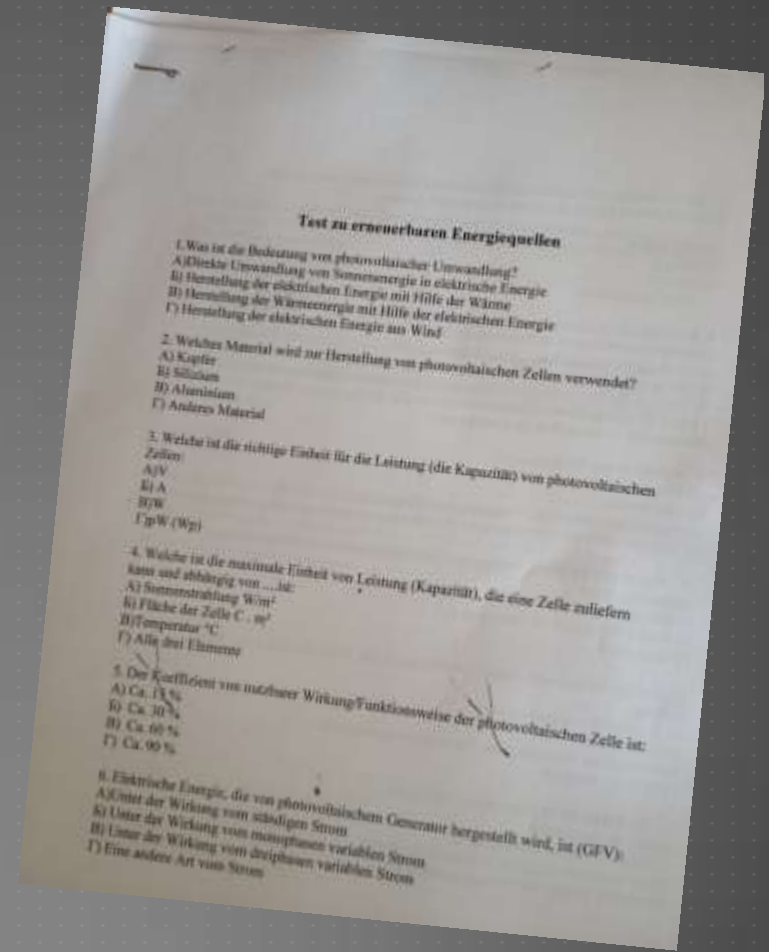 Test zu erneuerbaren Energiequellen
1.Was ist die Bedeutung von photovoltaischer Umwandlung?
А)Direkte Umwandlung von Sonnenenergie in elektrische Energie
Б) Herstellung der elektrischen Energie mit Hilfe der Wärme
В) Herstellung der Wärmeenergie mit Hilfe der elektrischen Energie
Г) Herstellung der elektrischen Energie aus Wind
2. Welches Material wird zur Herstellung von photovoltaischen Zellen verwendet?
А) Kupfer
Б) Silizium
В) Aluminium
Г) Anderes Material
3. Welche ist die richtige Einheit für die Leistung (die Kapazität) von photovoltaischen
Zellen:
А)V
Б) A
В)W
Г)pW (Wp)
4. Welche ist die maximale Einheit von Leistung (Kapazität), die eine Zelle zuliefern
kann und abhängig von ....ist:
А) Sonnenstrahlung W/m²
Б) Fläche der Zelle C . m²
В)Temperatur °C
Г) Alle drei Elemente
5. Der Koeffizient von nutzbarer Wirkung/Funktionsweise der photovoltaischen Zelle ist:
А) Ca. %
Б) Ca. 30 %
В) Ca. 60 %
Г) Ca. 90 %
6. Elektrische Energie, die von photovoltaischem Generator hergestellt wird, ist (GFV):
А)Unter der Wirkung vom ständigen Strom
Б) Unter der Wirkung vom monophasen variablen Strom
В) Unter der Wirkung vom dreiphasen variablen Strom
Г) Eine andere Art vom Strom